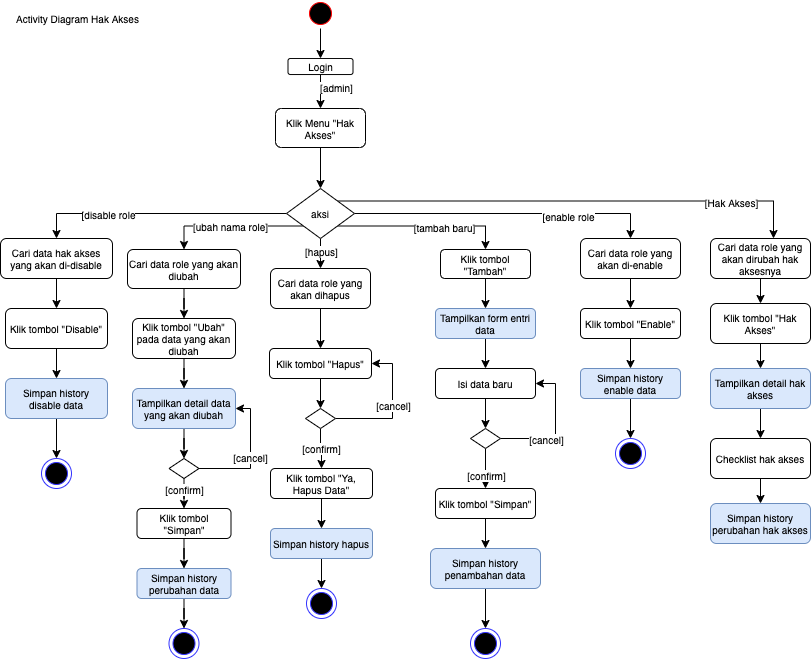 Activity Diagram Hak Akses
Login
[admin]
Klik Menu "Hak
Akses"
aksi
[disable role
[ubah nama role]
[hapus]
[tambah baru]
[enable role
[Hak Akses]
Cari data hak akses
yang akan di-disable
Klik tombol "Disable"
Simpan history
disable data
Cari data role yang akan
diubah
Klik tombol "Ubah"
pada data yang akan
diubah
Tampilkan detail data
yang akan diubah
[cancel]
[confirm]
Klik tombol
"Simpan"
Simpan history
perubahan data
Cari data role yang
akan dihapus
Klik tombol "Hapus"
[cancel]
[confirm]
Klik tombol "Ya,
Hapus Data"
Simpan history hapus
Klik tombol
"Tambah"
Tampilkan form entri
data
Isi data baru
[cancel]
[confirm]
Klik tombol "Simpan"
Simpan history
penambahan data
Cari data role yang
akan di-enable
Klik tombol "Enable"
Simpan history
enable data
Cari data role yang
akan dirubah hak
aksesnya
Klik tombol "Hak
Akses"
Tampilkan detail hak
akses
Checklist hak akses
Simpan history
perubahan hak akses